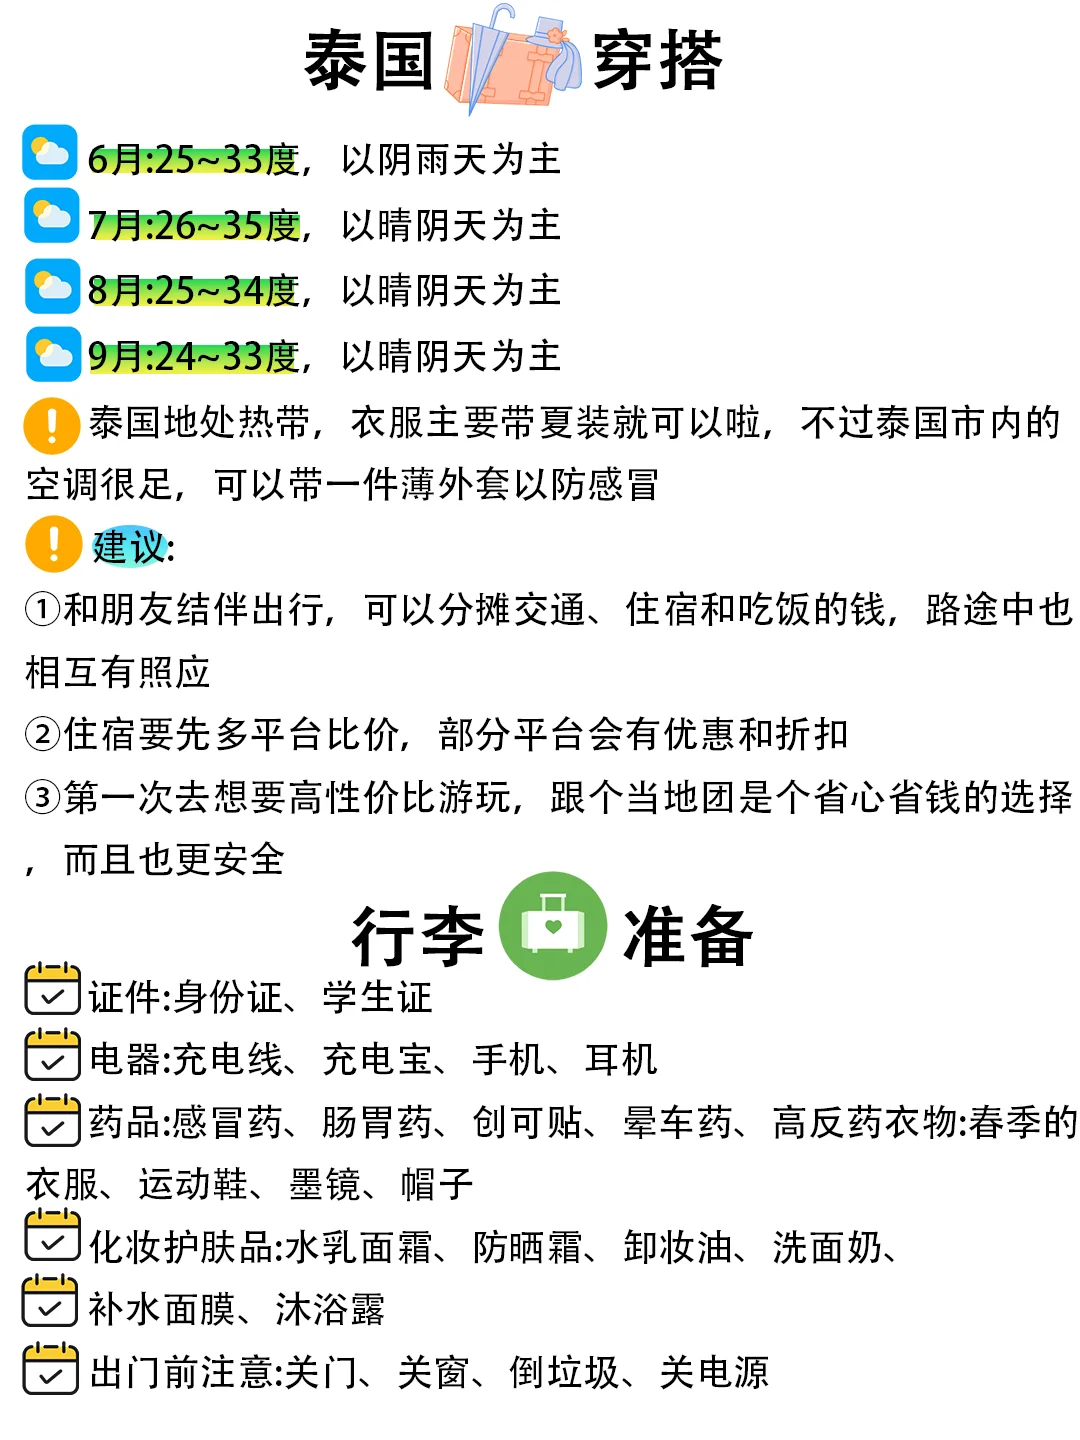 泰国穿搭
6月:25~33度，以阴雨天为主
7月:26~35度，以晴阴天为主
8月:25~34度，以晴阴天为主
9月:24~33度，以晴阴天为主
泰国地处热带，衣服主要带夏装就可以啦，不过泰国市内的
空调很足，可以带一件薄外套以防感冒
建议:
①和朋友结伴出行，可以分摊交通、住宿和吃饭的钱，路途中也
相互有照应
②住宿要先多平台比价，部分平台会有优惠和折扣
③第一次去想要高性价比游玩，跟个当地团是个省心省钱的选择
，而且也更安全
行李准备
证件:身份证、学生证
电器:充电线、充电宝、手机、耳机
药品:感冒药、肠胃药、创可贴、晕车药、高反药衣物:春季的
衣服、运动鞋、墨镜、帽子
化妆护肤品:水乳面霜、防晒霜、卸妆油、洗面奶、
补水面膜、沐浴露
出门前注意:关门、关窗、倒垃圾、关电源